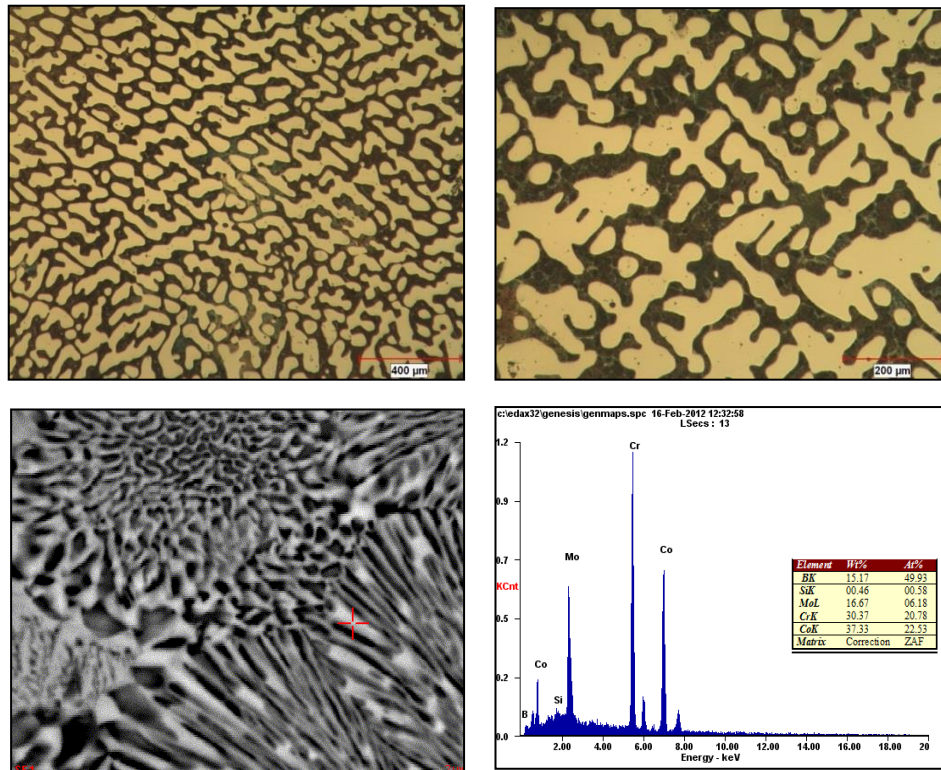 400 µm
200 µm
c:\edax32\genesis\genmaps.spc 16-Feb-2012 12:32:58
LSecs : 13
1.2
0.9
0.7
KCnt
0.5
0.2
0.0
B
Co
Si
Mo
Cr
Co
2.00 4.00 6.00 8.00 10.00 12.00 14.00 16.00 18.00 20
Energy - keV
Element Wt% At%
BK 15.17 49.93
SiK 00.46 00.58
MoL 16.67 06.18
CrK 30.37 20.78
CoK 37.33 22.53
Matrix Correction ZAF